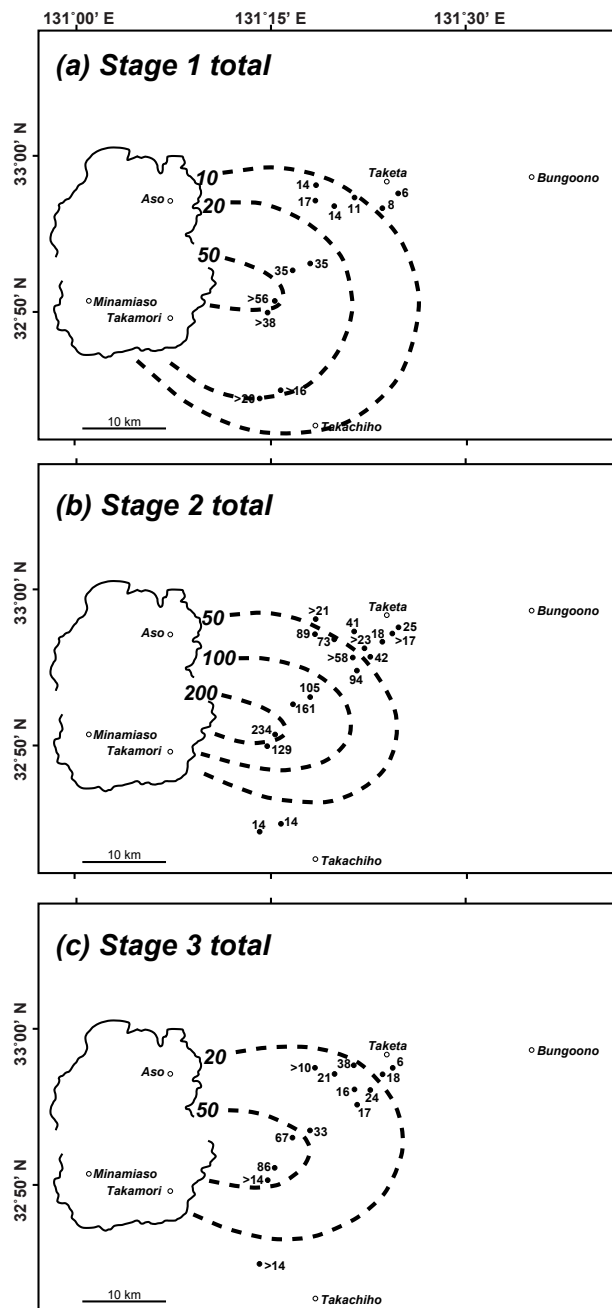 131°00’ E 131°15’ E 131°30’ E
(a) Stage 1 total
33°00’ N
32°50’ N
10
20
50
Aso
Minamiaso
Takamori
Taketa
Bungoono
Takachiho
14
17
14
11
6
8
35
35
>56
>38
>20
>16
10 km
(b) Stage 2 total
33°00’ N
32°50’ N
50
100
200
Aso
Minamiaso
Takamori
Taketa
Bungoono
Takachiho
>21
89
73
41
>23
18
25
>17
>58
42
94
105
161
234
129
14
14
10 km
(c) Stage 3 total
33°00’ N
32°50’ N
20
50
Aso
Minamiaso
Takamori
Taketa
Bungoono
Takachiho
>10
21
38
6
18
16
24
17
33
67
86
>14
>14
10 km